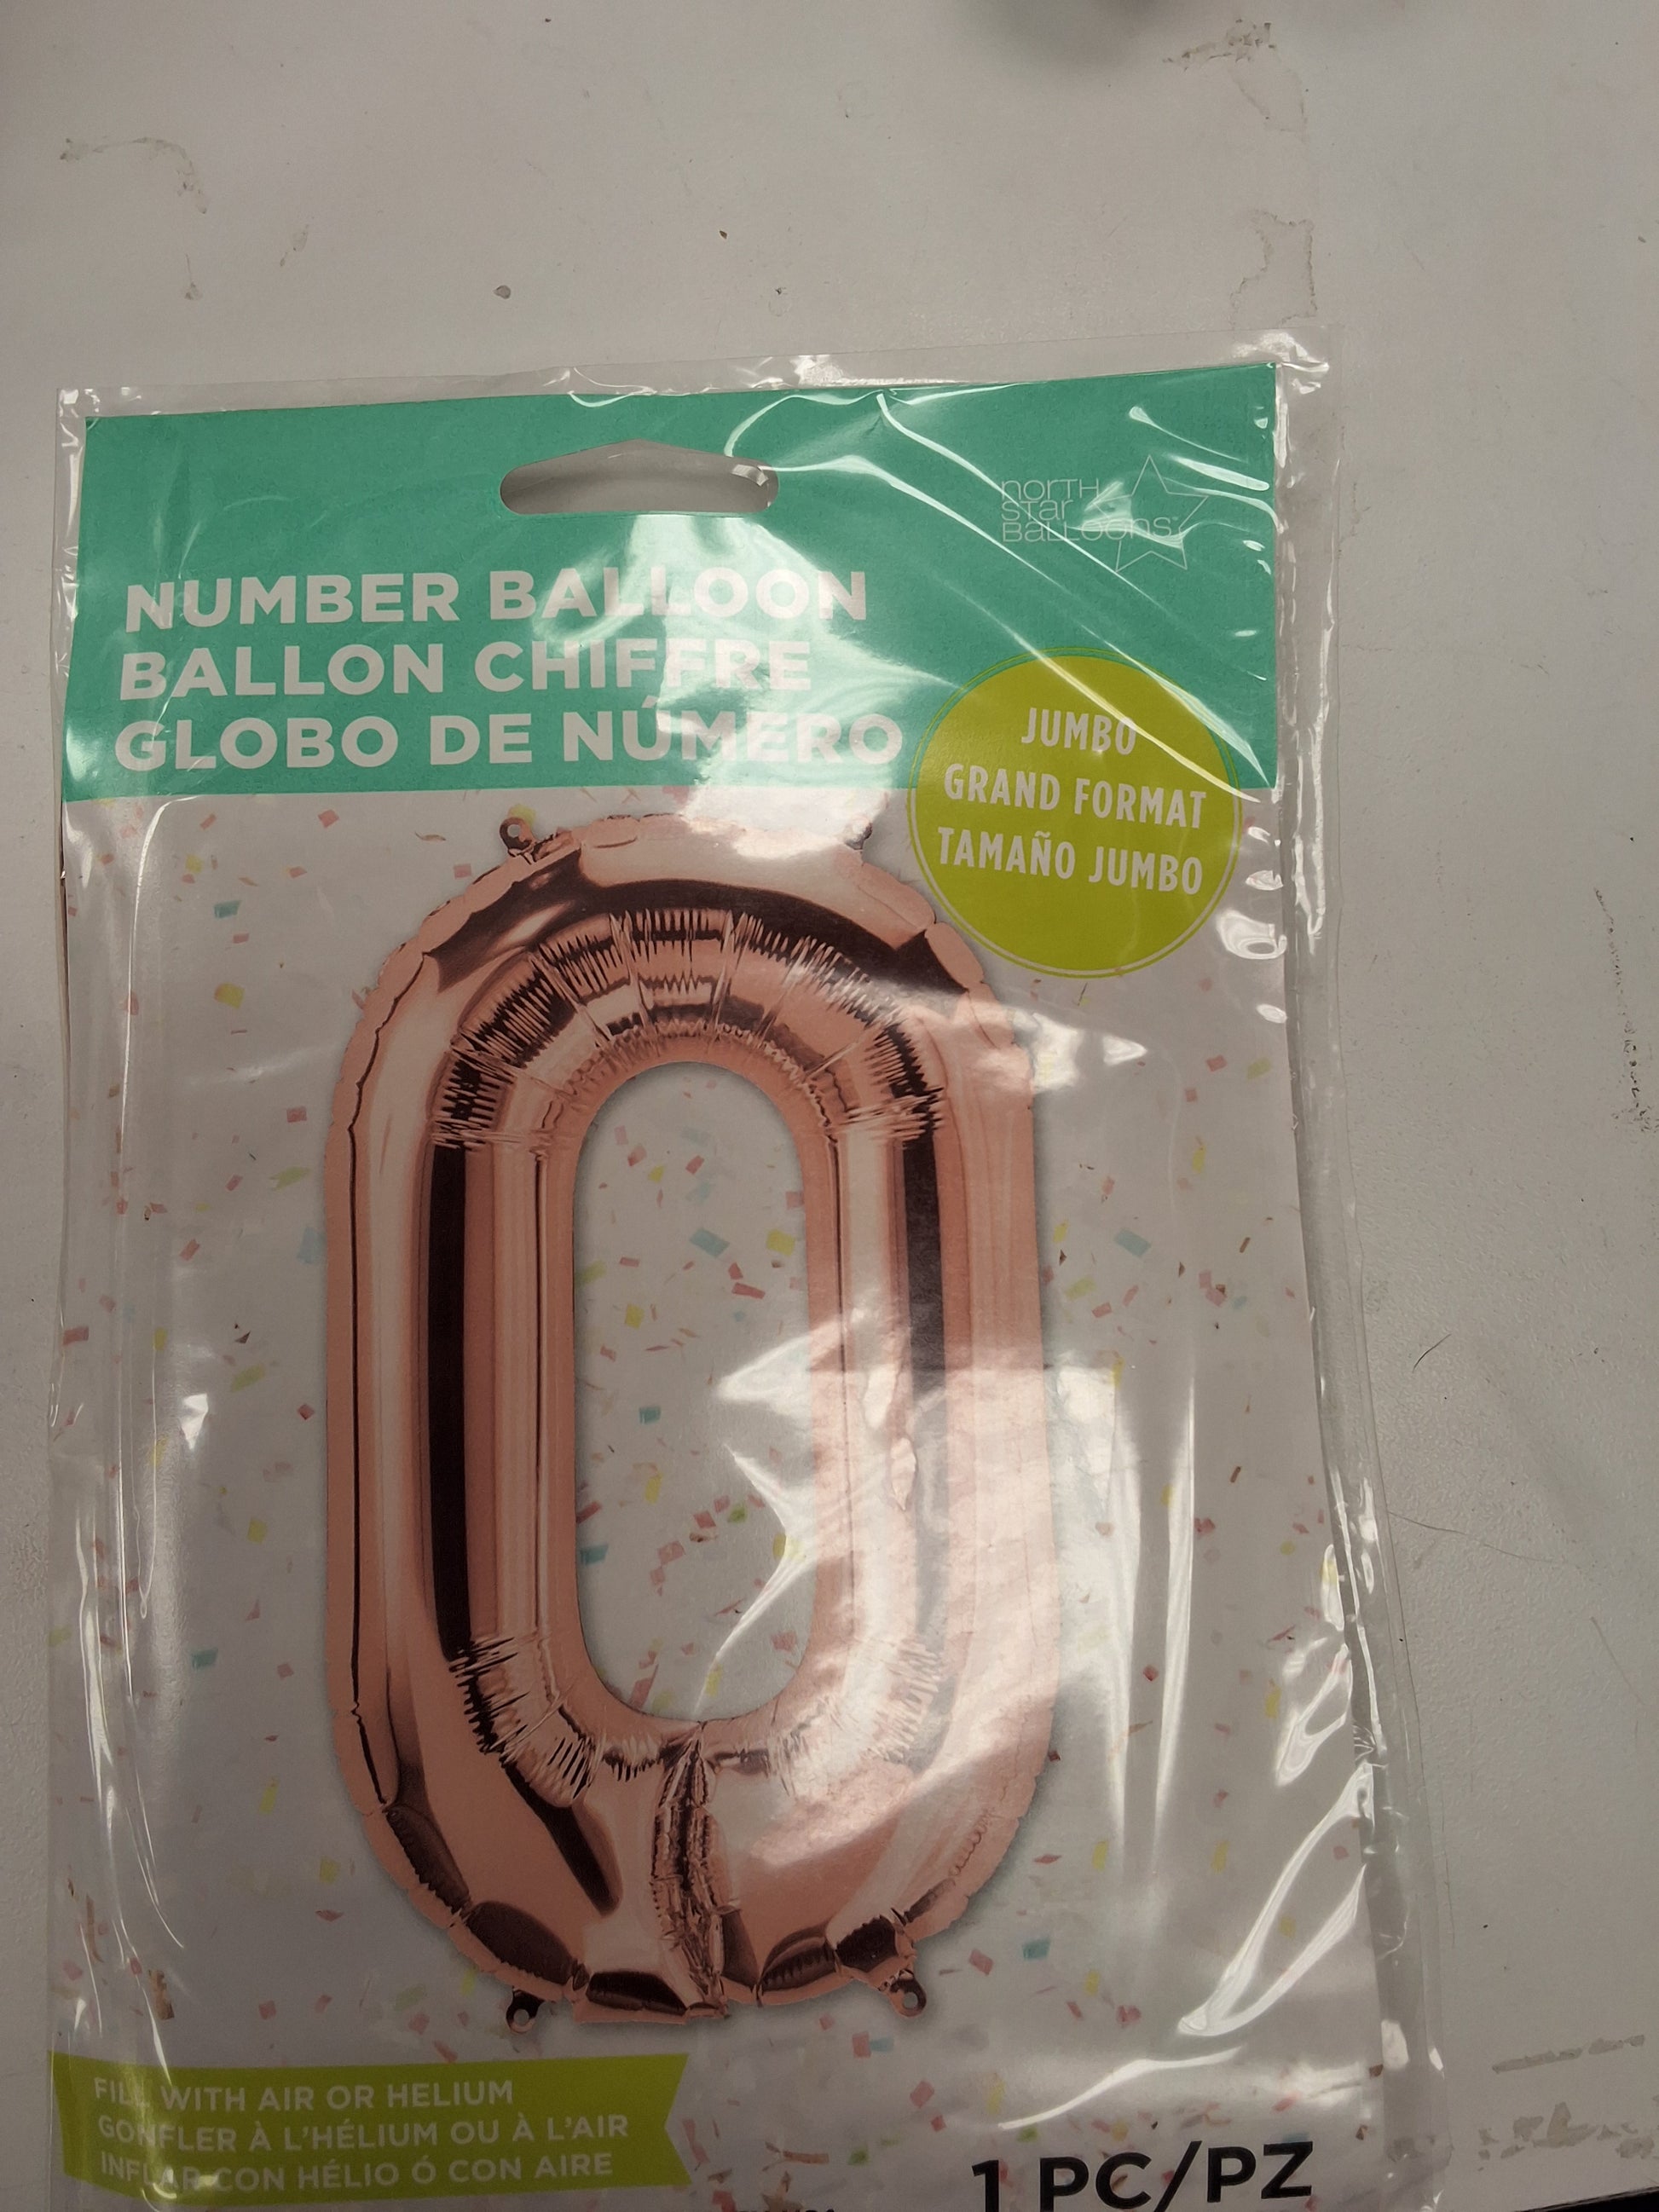 north
star
balloons
NUMBER BALLOON
BALLON CHIFFRE
GLOBO DE NÚMERO
JUMBO
GRAND FORMAT
TAMAÑO JUMBO
FILL WITH AIR OR HELIUM
GONFLER À L'HÉLIUM OU À L'AIR
INFLAR CON HÉLIO Ó CON AIRE
1 PC/PZ